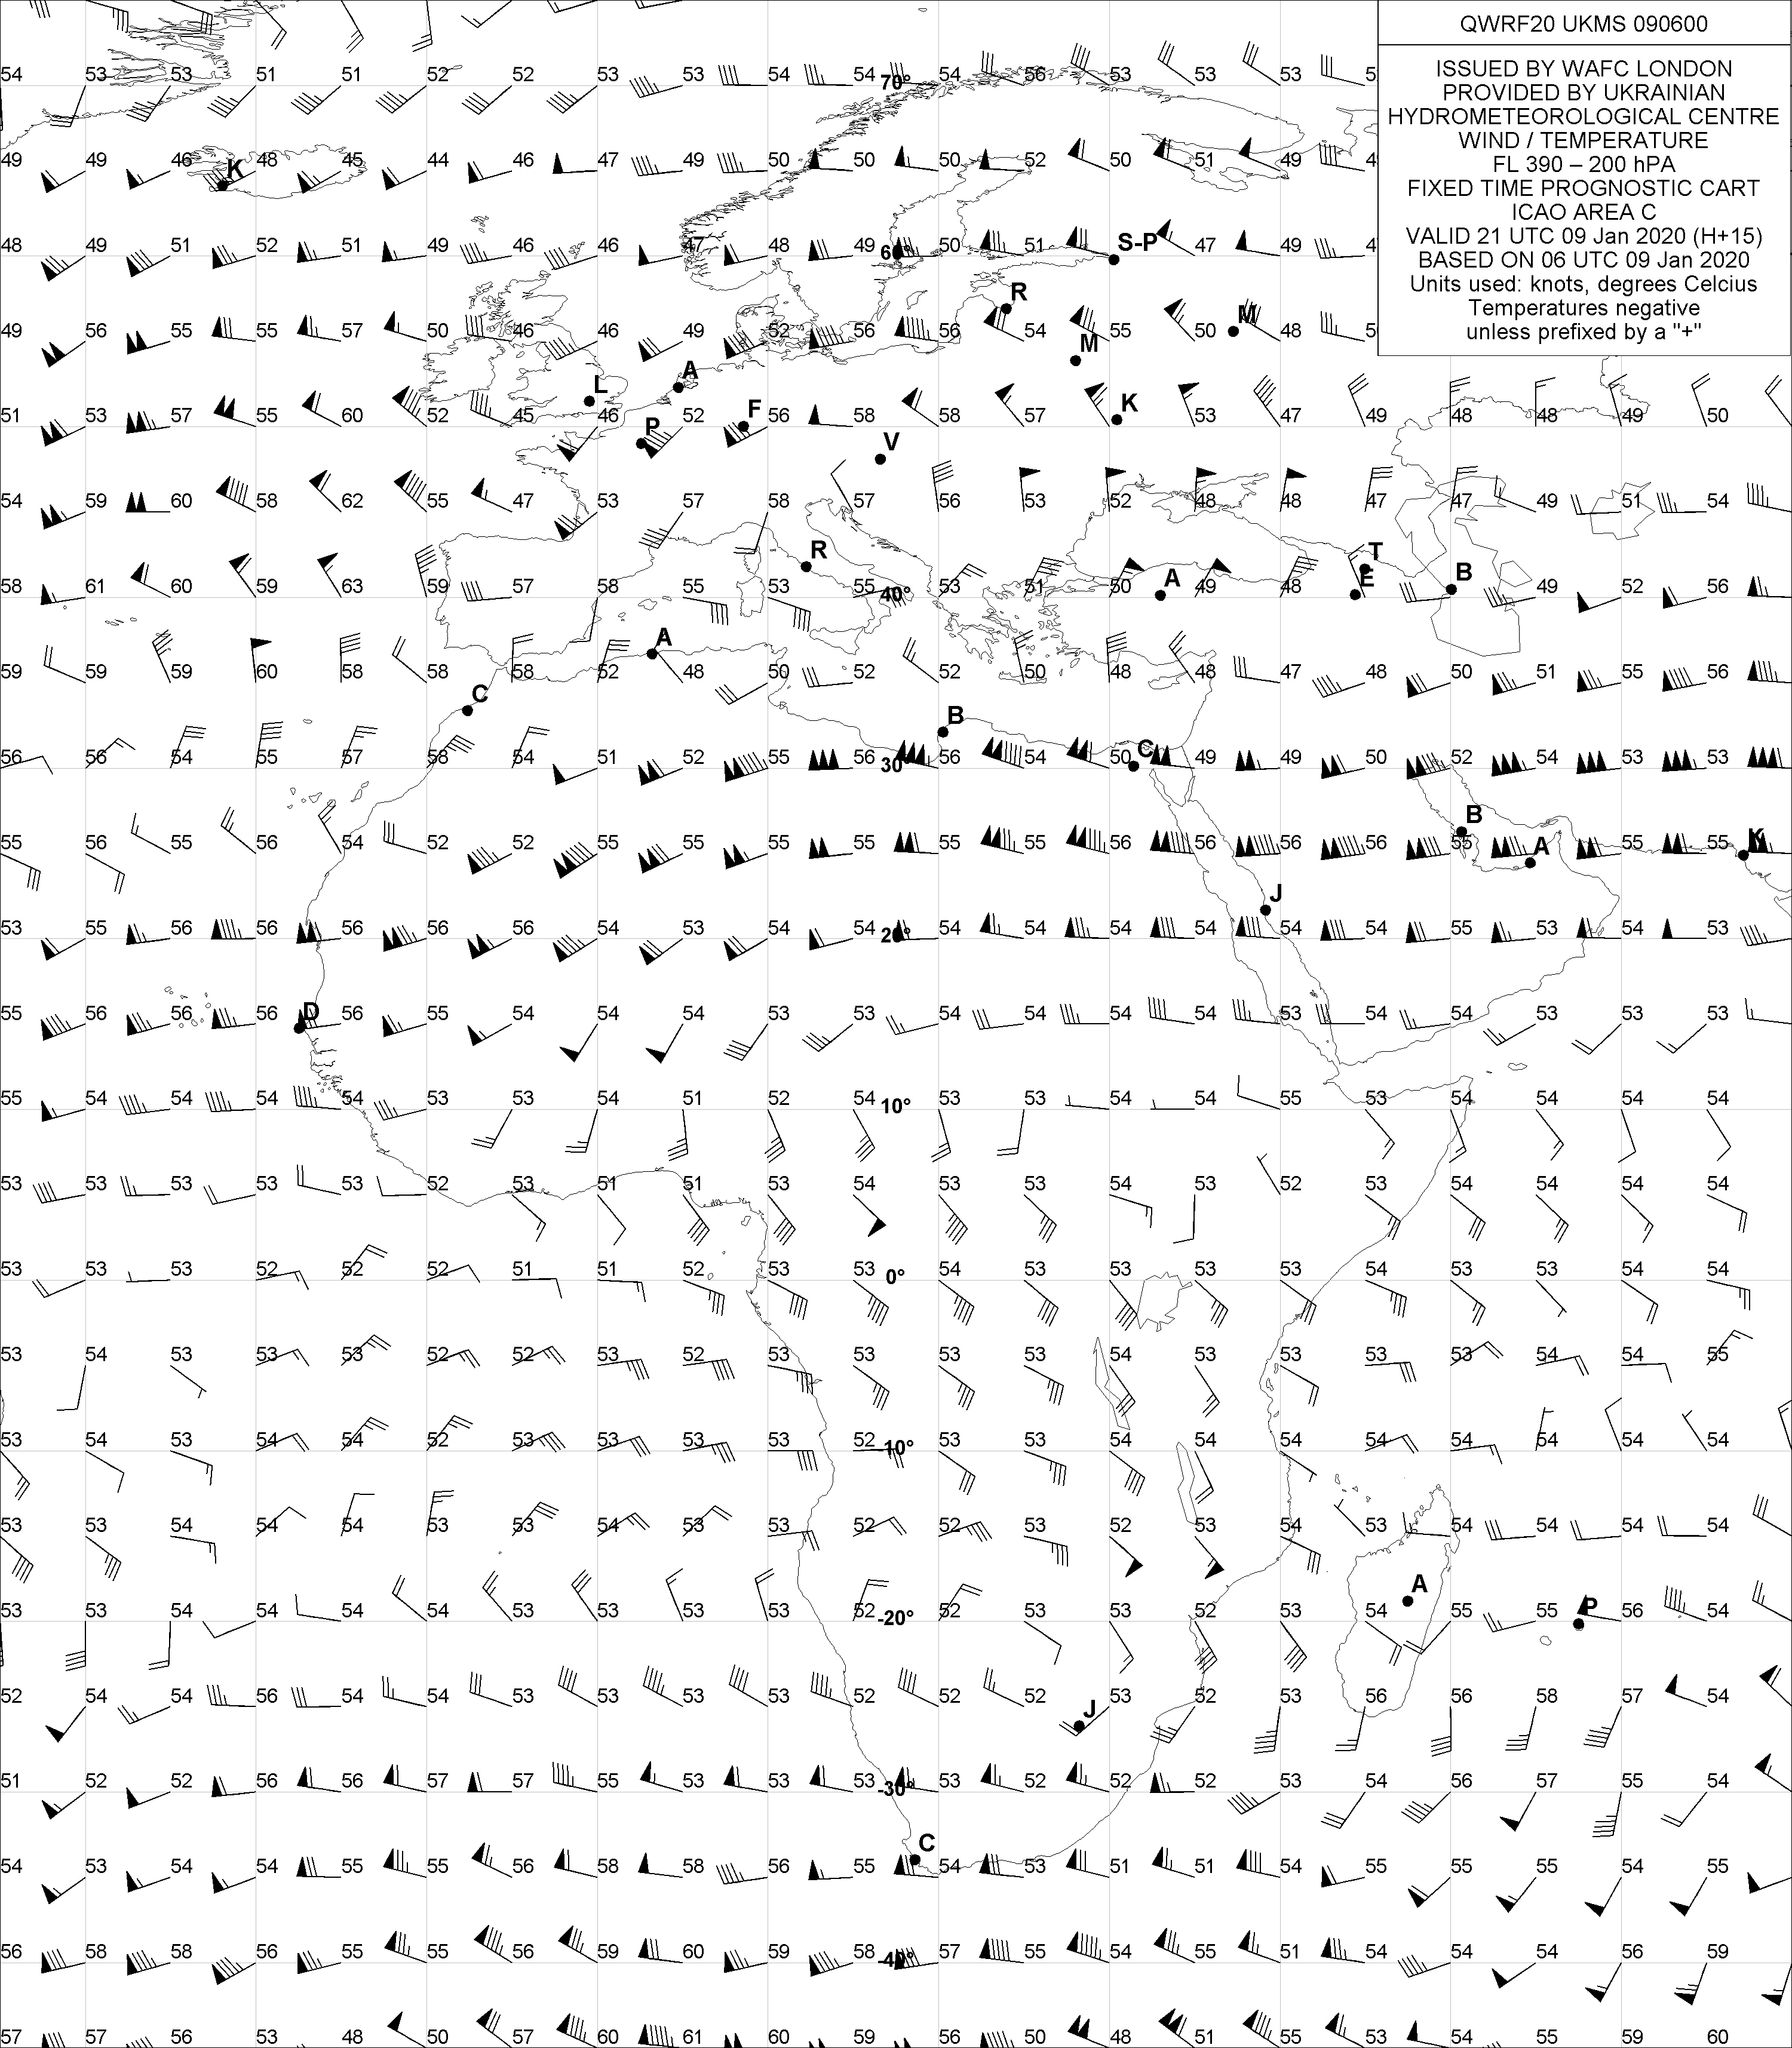 QWRF20 UKMS 090600
ISSUED BY WAFC LONDON
PROVIDED BY UKRAINIAN
HYDROMETEOROLOGICAL CENTRE
WIND / TEMPERATURE
FL 390 – 200 hPA
FIXED TIME PROGNOSTIC CART
ICAO AREA C
VALID 21 UTC 09 Jan 2020 (H+15)
BASED ON 06 UTC 09 Jan 2020
Units used: knots, degrees Celcius
Temperatures negative
unless prefixed by a "+"
54 53 53 51 51 52 52 53 53 54 54 70° 54 56 53 53 53
49 49 46 K 48 45 44 46 47 49 50 50 50 52 50 51 49
48 49 51 52 51 49 46 46 47 48 49 60° 50 51 S-P 47 49
R
49 56 55 55 57 50 46 46 49 52 56 56 54 55 50 M 48
M
A
L
51 53 57 55 60 52 45 46 52 F 56 58 58 57 K 53 47 49 48 48 49 50
P V
54 59 60 58 62 55 47 53 57 58 57 56 53 52 48 48 47 47 49 51 54
R T
58 61 60 59 63 59 57 58 55 53 55 40° 53 51 50 A 49 48 E B 49 52 56
A
59 59 59 60 58 58 58 52 48 50 52 52 50 48 48 47 48 50 51 55 56
C
B
56 56 54 55 57 58 54 51 52 55 56 30° 56 54 50 C 49 49 50 52 54 53 53
B
55 56 55 56 54 52 52 55 55 55 55 55 55 56 56 56 56 55 A 55 55 K
J
53 55 56 56 56 56 56 54 53 54 54 20° 54 54 54 54 54 54 55 53 54 53
55 56 56 56 D 56 55 54 54 54 53 53 54 54 54 54 53 54 54 53 53 53
55 54 54 54 54 53 53 54 51 52 54 10° 53 53 54 54 55 53 54 54 54 54
53 53 53 53 53 52 53 51 51 53 54 53 53 54 53 52 53 54 54 54 54
53 53 53 52 52 52 51 51 52 53 53 0° 54 53 53 53 53 54 53 53 54 54
53 54 53 53 53 52 52 53 52 53 53 53 53 54 53 53 53 53 54 54 55
53 54 53 54 54 52 53 53 53 53 52 -10° 53 53 54 54 54 54 54 54 54 54
53 53 54 54 54 53 53 54 53 53 52 52 53 52 53 54 53 54 54 54 54
A
53 53 54 54 54 54 53 53 53 53 52 -20° 52 53 53 52 53 54 55 55 P 56 54
52 54 54 56 54 54 53 53 53 53 52 52 52 J 53 52 53 56 56 58 57 54
51 52 52 56 56 57 57 55 53 53 53 -30° 53 52 52 52 53 54 56 57 55 54
C
54 53 54 54 55 55 56 58 58 56 55 54 53 51 51 54 55 55 55 54 55
56 58 58 56 55 55 56 59 60 59 58 -40° 57 55 54 55 51 54 54 54 56 59
57 57 56 53 48 50 57 60 61 60 59 56 50 48 51 55 53 54 55 59 60